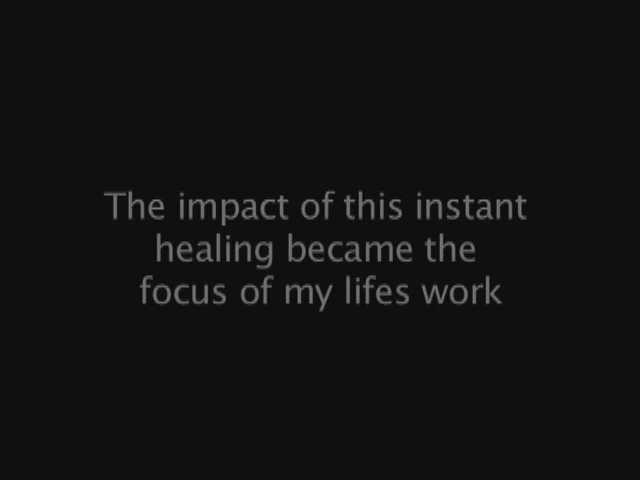 The impact of this instant
healing became the
focus of my lifes work